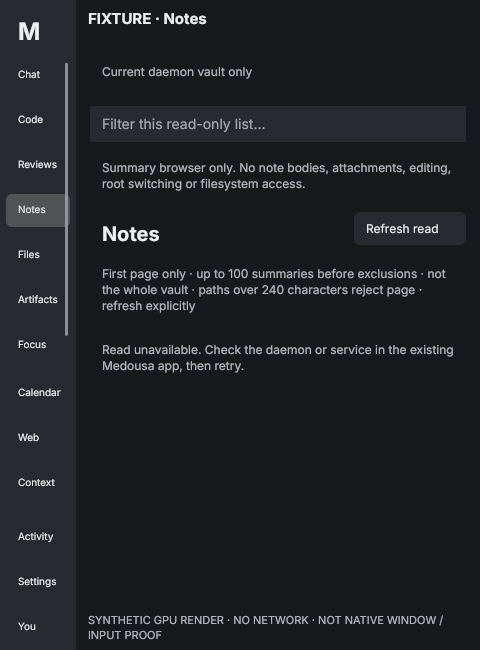 M
Chat
Code
Reviews
Notes
Files
Artifacts
Focus
Calendar
Web
Context
Activity
Settings
You
FIXTURE · Notes
Current daemon vault only
Filter this read-only list...
Summary browser only. No note bodies, attachments, editing,
root switching or filesystem access.
Notes
Refresh read
First page only · up to 100 summaries before exclusions · not
the whole vault · paths over 240 characters reject page ·
refresh explicitly
Read unavailable. Check the daemon or service in the existing
Medousa app, then retry.
SYNTHETIC GPU RENDER · NO NETWORK · NOT NATIVE WINDOW /
INPUT PROOF